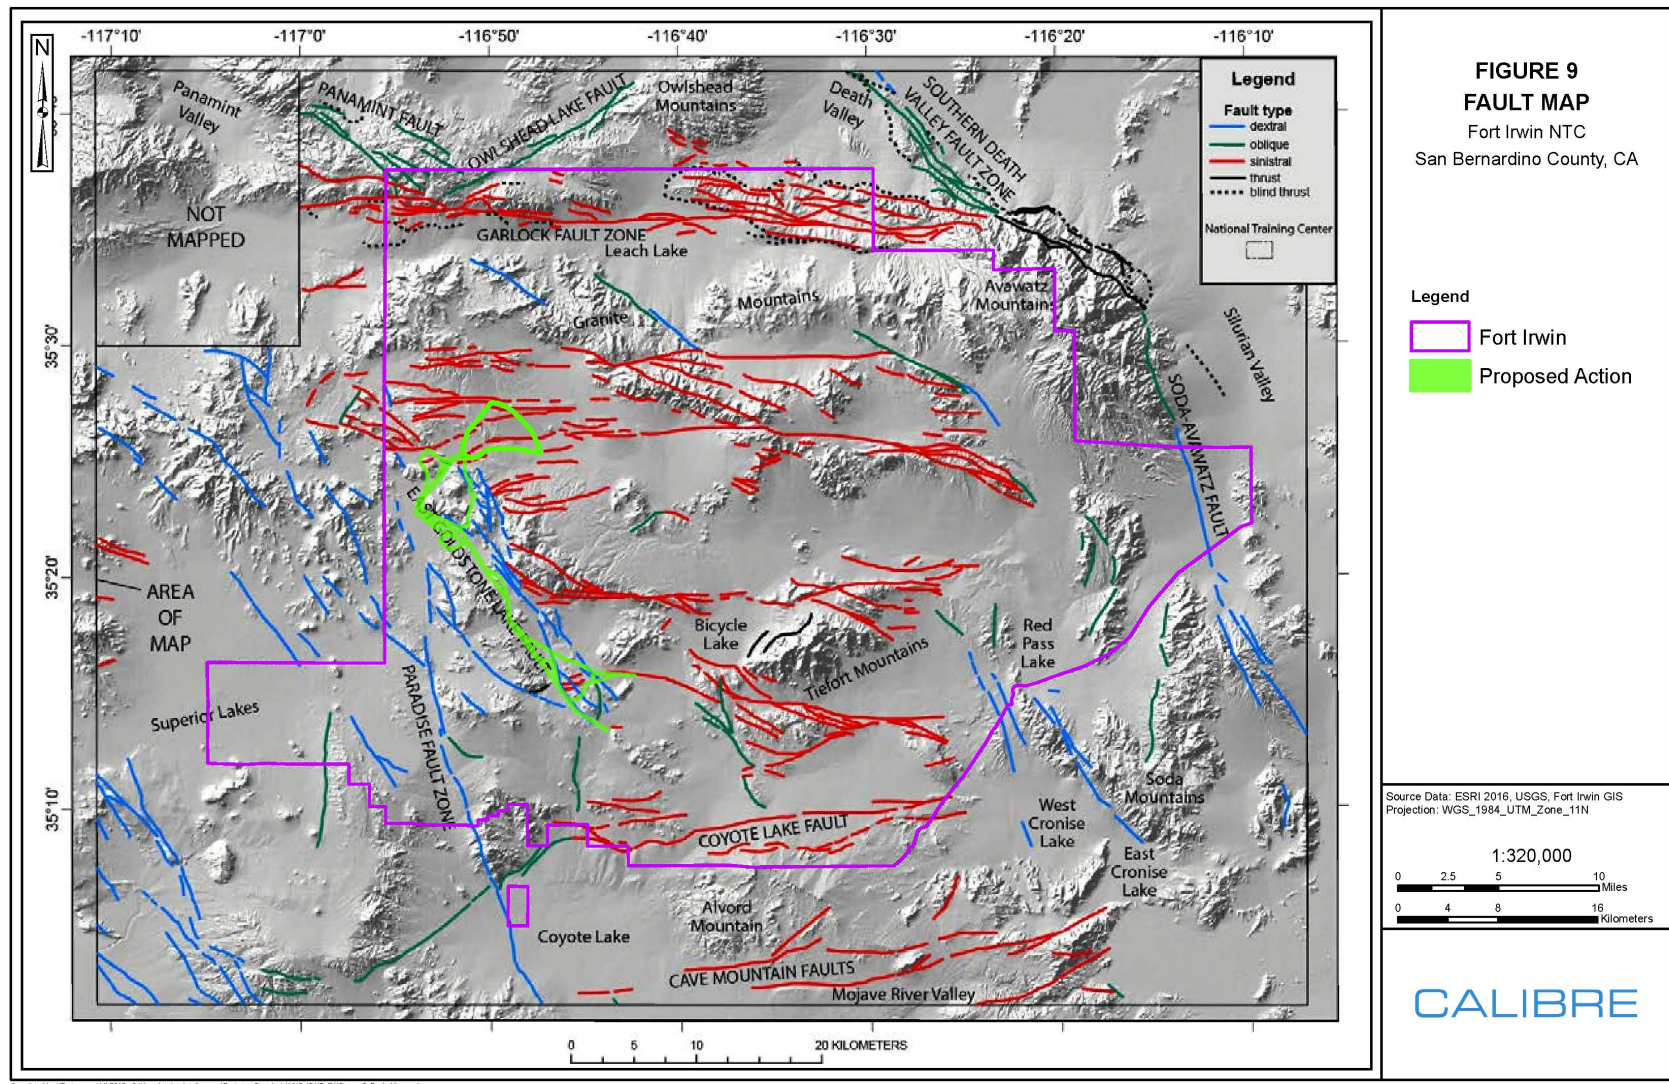 -117°10' -117°0' -116°50' -116°40' -116°30' -116°20' -116°10'
N
Panamint
Valley
PANAMINT FAULT
OWLSHEAD LAKE FAULT
Owlshead
Mountains
Death
Valley
SOUTHERN DEATH
VALLEY FAULT ZONE
Legend
Fault type
dextral
oblique
sinistral
thrust
blind thrust
National Training Center
NOT
MAPPED
GARLOCK FAULT ZONE
Leach Lake
Avawatz
Mountains
Granite
Mountains
Silurian Valley
35°30'
SODA-AVAWATZ FAULT
EAST GOLDSTONE LAKE FAULT
35°20'
AREA
OF
MAP
Bicycle
Lake
Red
Pass
Lake
Tiefort Mountains
PARADISE FAULT ZONE
Superior Lakes
35°10'
Soda
Mountains
West
Cronise
Lake
COYOTE LAKE FAULT
East
Cronise
Lake
Alvord
Mountain
Coyote Lake
CAVE MOUNTAIN FAULTS
Mojave River Valley
0 5 10 20 KILOMETERS
FIGURE 9
FAULT MAP
Fort Irwin NTC
San Bernardino County, CA
Legend
Fort Irwin
Proposed Action
Source Data: ESRI 2016, USGS, Fort Irwin GIS
Projection: WGS_1984_UTM_Zone_11N
1:320,000
0 2.5 5 10
Miles
0 4 8 16
Kilometers
CALIBRE